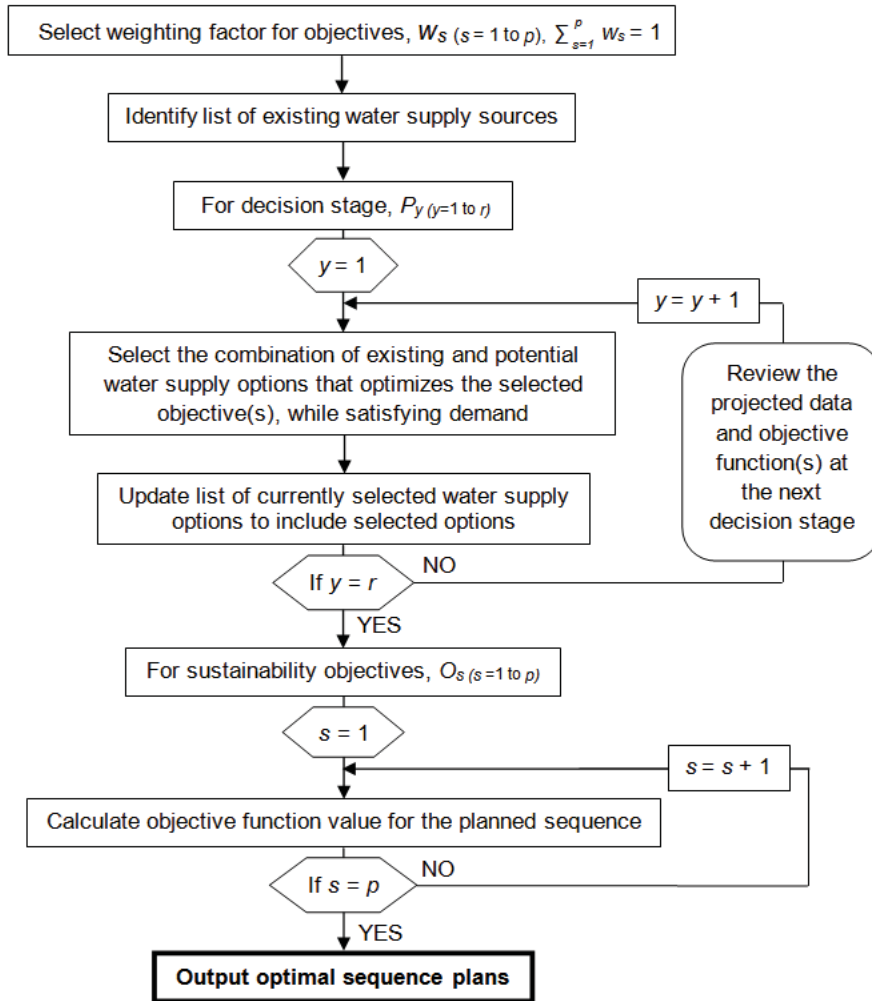 Select weighting factor for objectives, Ws (s = 1 to p), ∑ᵖs=1 ws = 1
Identify list of existing water supply sources
For decision stage, Py (y=1 to r)
y = 1
y = y + 1
Select the combination of existing and potential
water supply options that optimizes the selected
objective(s), while satisfying demand
Review the
projected data
and objective
function(s) at
the next
decision stage
Update list of currently selected water supply
options to include selected options
If y = r
NO
YES
For sustainability objectives, Os (s =1 to p)
s = 1
s = s + 1
Calculate objective function value for the planned sequence
If s = p
NO
YES
Output optimal sequence plans